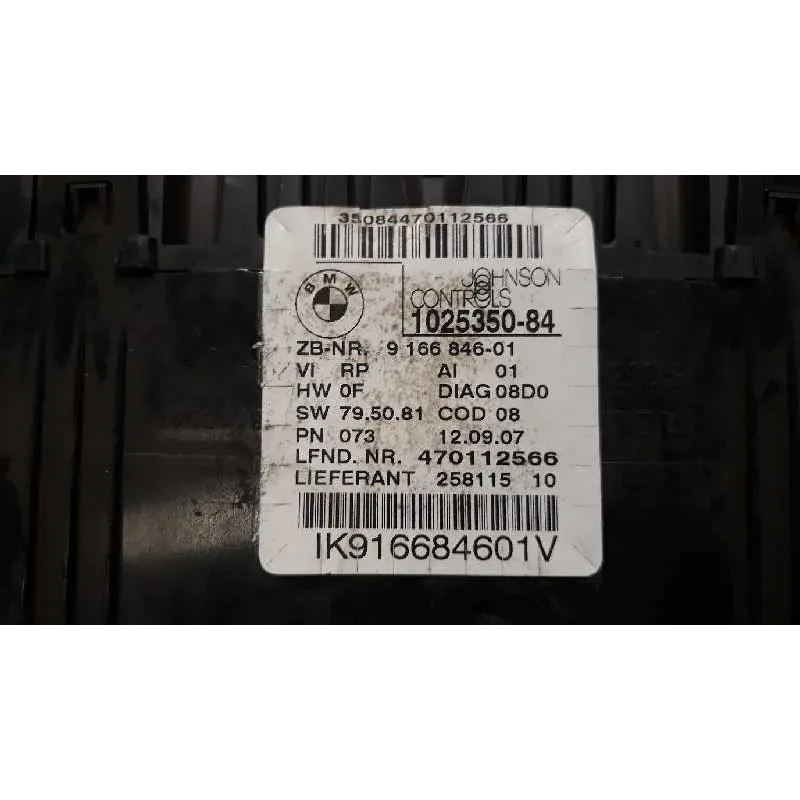 35084470112566
BMW
JOHNSON
CONTROLS
1025350-84
ZB-NR. 9 166 846-01
VI RP AI 01
HW 0F DIAG 08D0
SW 79.50.81 COD 08
PN 073 12.09.07
LFND. NR. 470112566
LIEFERANT 258115 10
IK916684601V